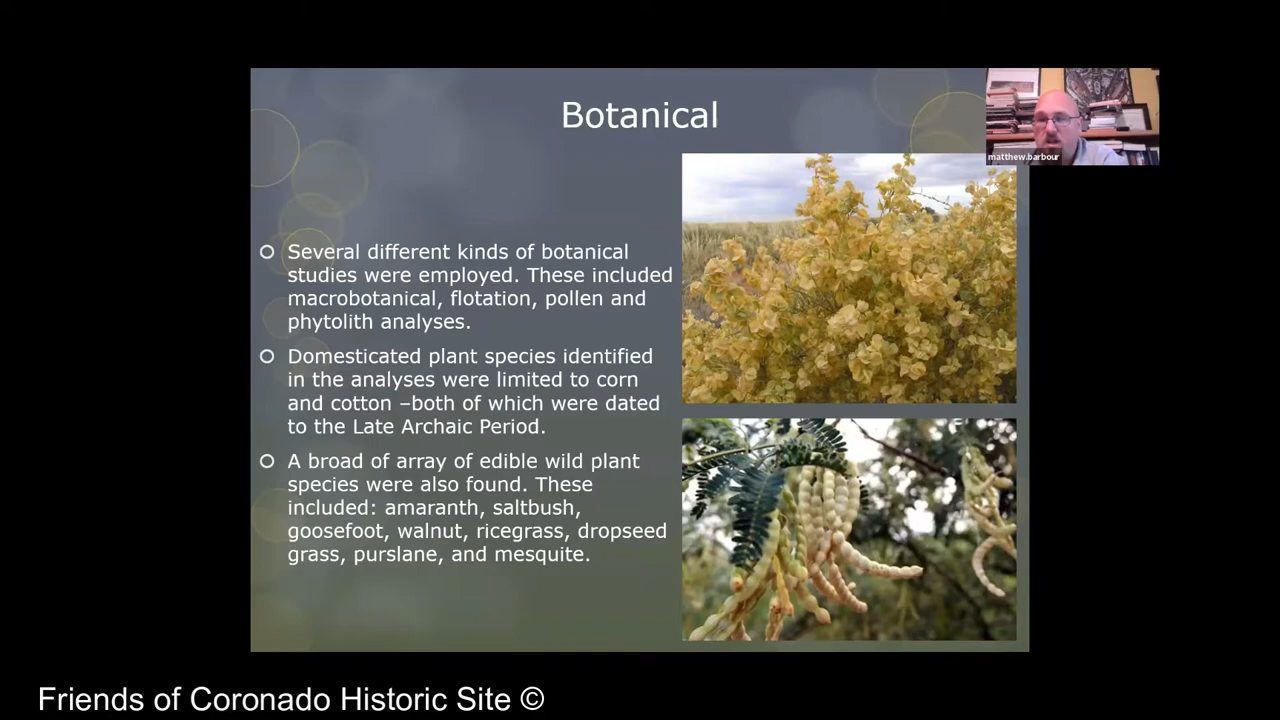 Botanical
matthew.barbour
Several different kinds of botanical
studies were employed. These included
macrobotanical, flotation, pollen and
phytolith analyses.
Domesticated plant species identified
in the analyses were limited to corn
and cotton –both of which were dated
to the Late Archaic Period.
A broad of array of edible wild plant
species were also found. These
included: amaranth, saltbush,
goosefoot, walnut, ricegrass, dropseed
grass, purslane, and mesquite.
Friends of Coronado Historic Site ©